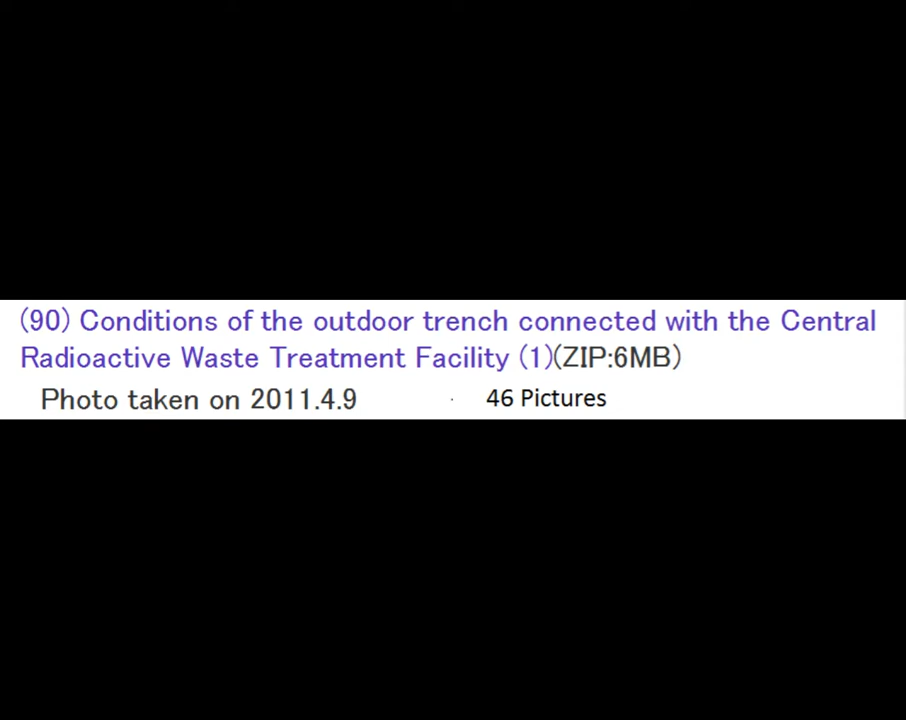 (90) Conditions of the outdoor trench connected with the Central
Radioactive Waste Treatment Facility (1)(ZIP:6MB)
Photo taken on 2011.4.9 46 Pictures